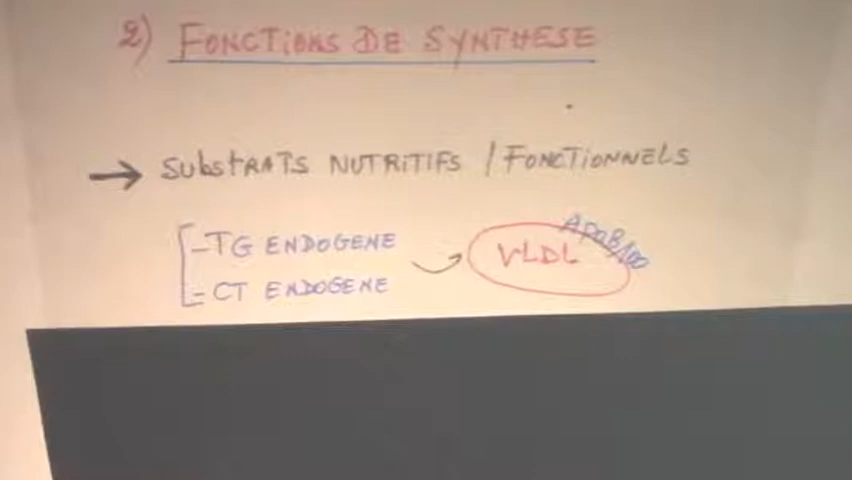 2) FONCTIONS DE SYNTHESE
→ SUbSTRATS NUTRITIFS / FONCTIONNELS
- TG ENDOGENE
- CT ENDOGENE
VLDL
APOB100